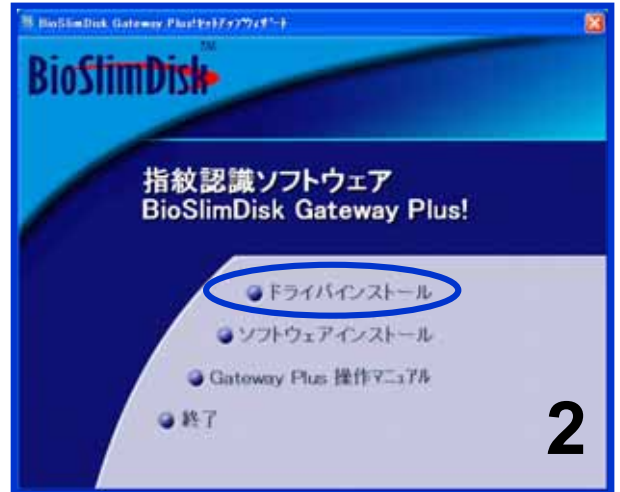 BioSlimDisk Gateway Plus!セットアップウィザード
BioSlimDisk™
指紋認識ソフトウェア
BioSlimDisk Gateway Plus!
ドライバインストール
ソフトウェアインストール
Gateway Plus 操作マニュアル
終了
2